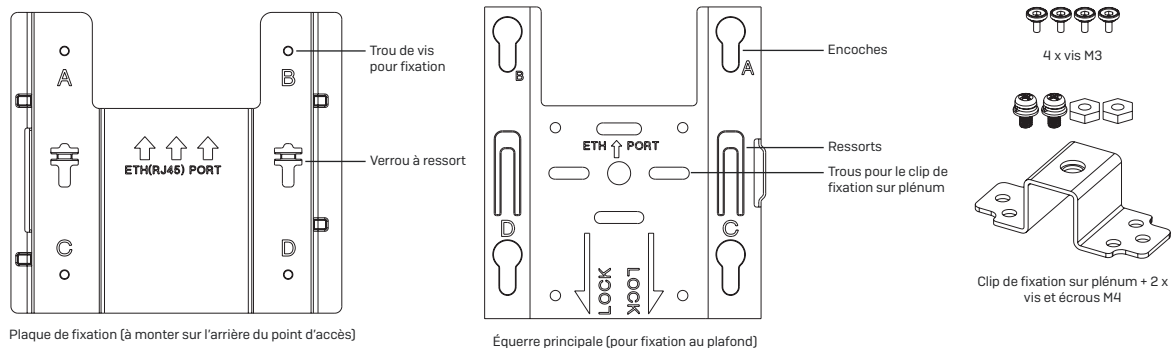 A
B
ETH(RJ45) PORT
C
D
Trou de vis
pour fixation
Verrou à ressort
Plaque de fixation (à monter sur l'arrière du point d'accès)
B
A
ETH PORT
D
C
LOCK
LOCK
Encoches
Ressorts
Trous pour le clip de
fixation sur plénum
Équerre principale (pour fixation au plafond)
4 x vis M3
Clip de fixation sur plénum + 2 x
vis et écrous M4